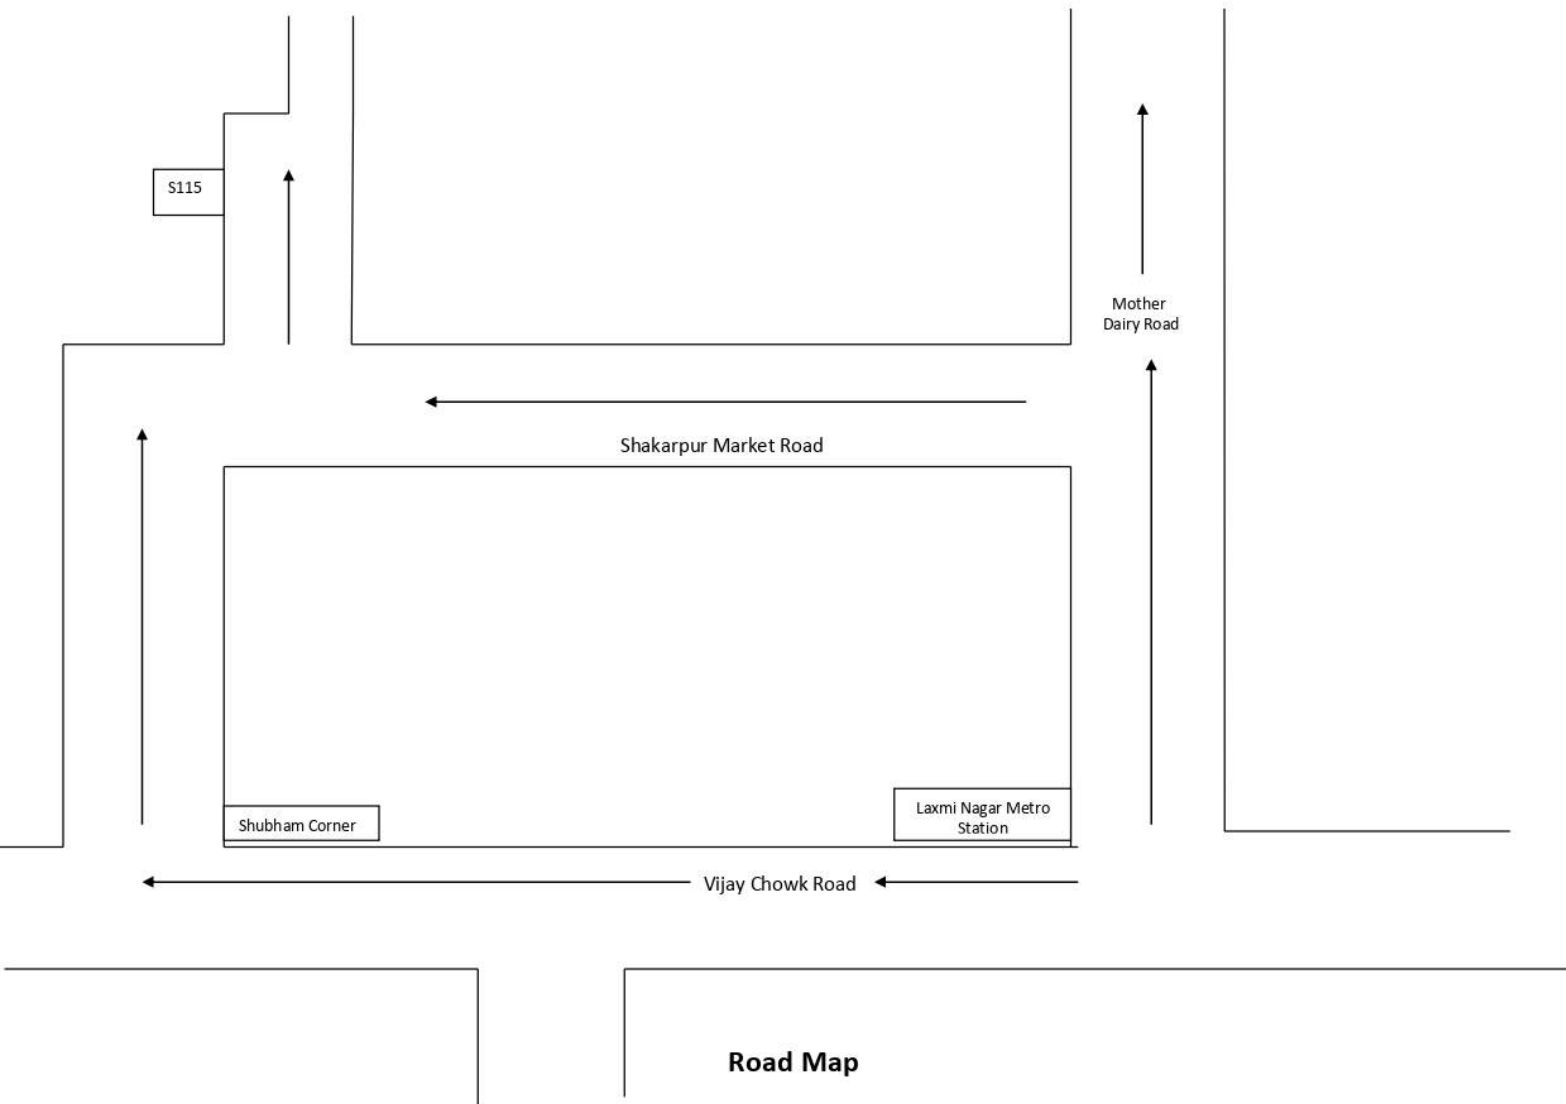 S115
Mother
Dairy Road
Shakarpur Market Road
Shubham Corner
Laxmi Nagar Metro
Station
Vijay Chowk Road
Road Map